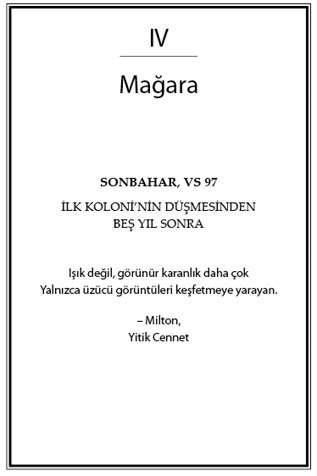 IV
Mağara
SONBAHAR, VS 97
İLK KOLONİ’NİN DÜŞMESİNDEN
BEŞ YIL SONRA
Işık değil, görünür karanlık daha çok
Yalnızca üzücü görüntüleri keşfetmeye yarayan.
– Milton,
Yitik Cennet